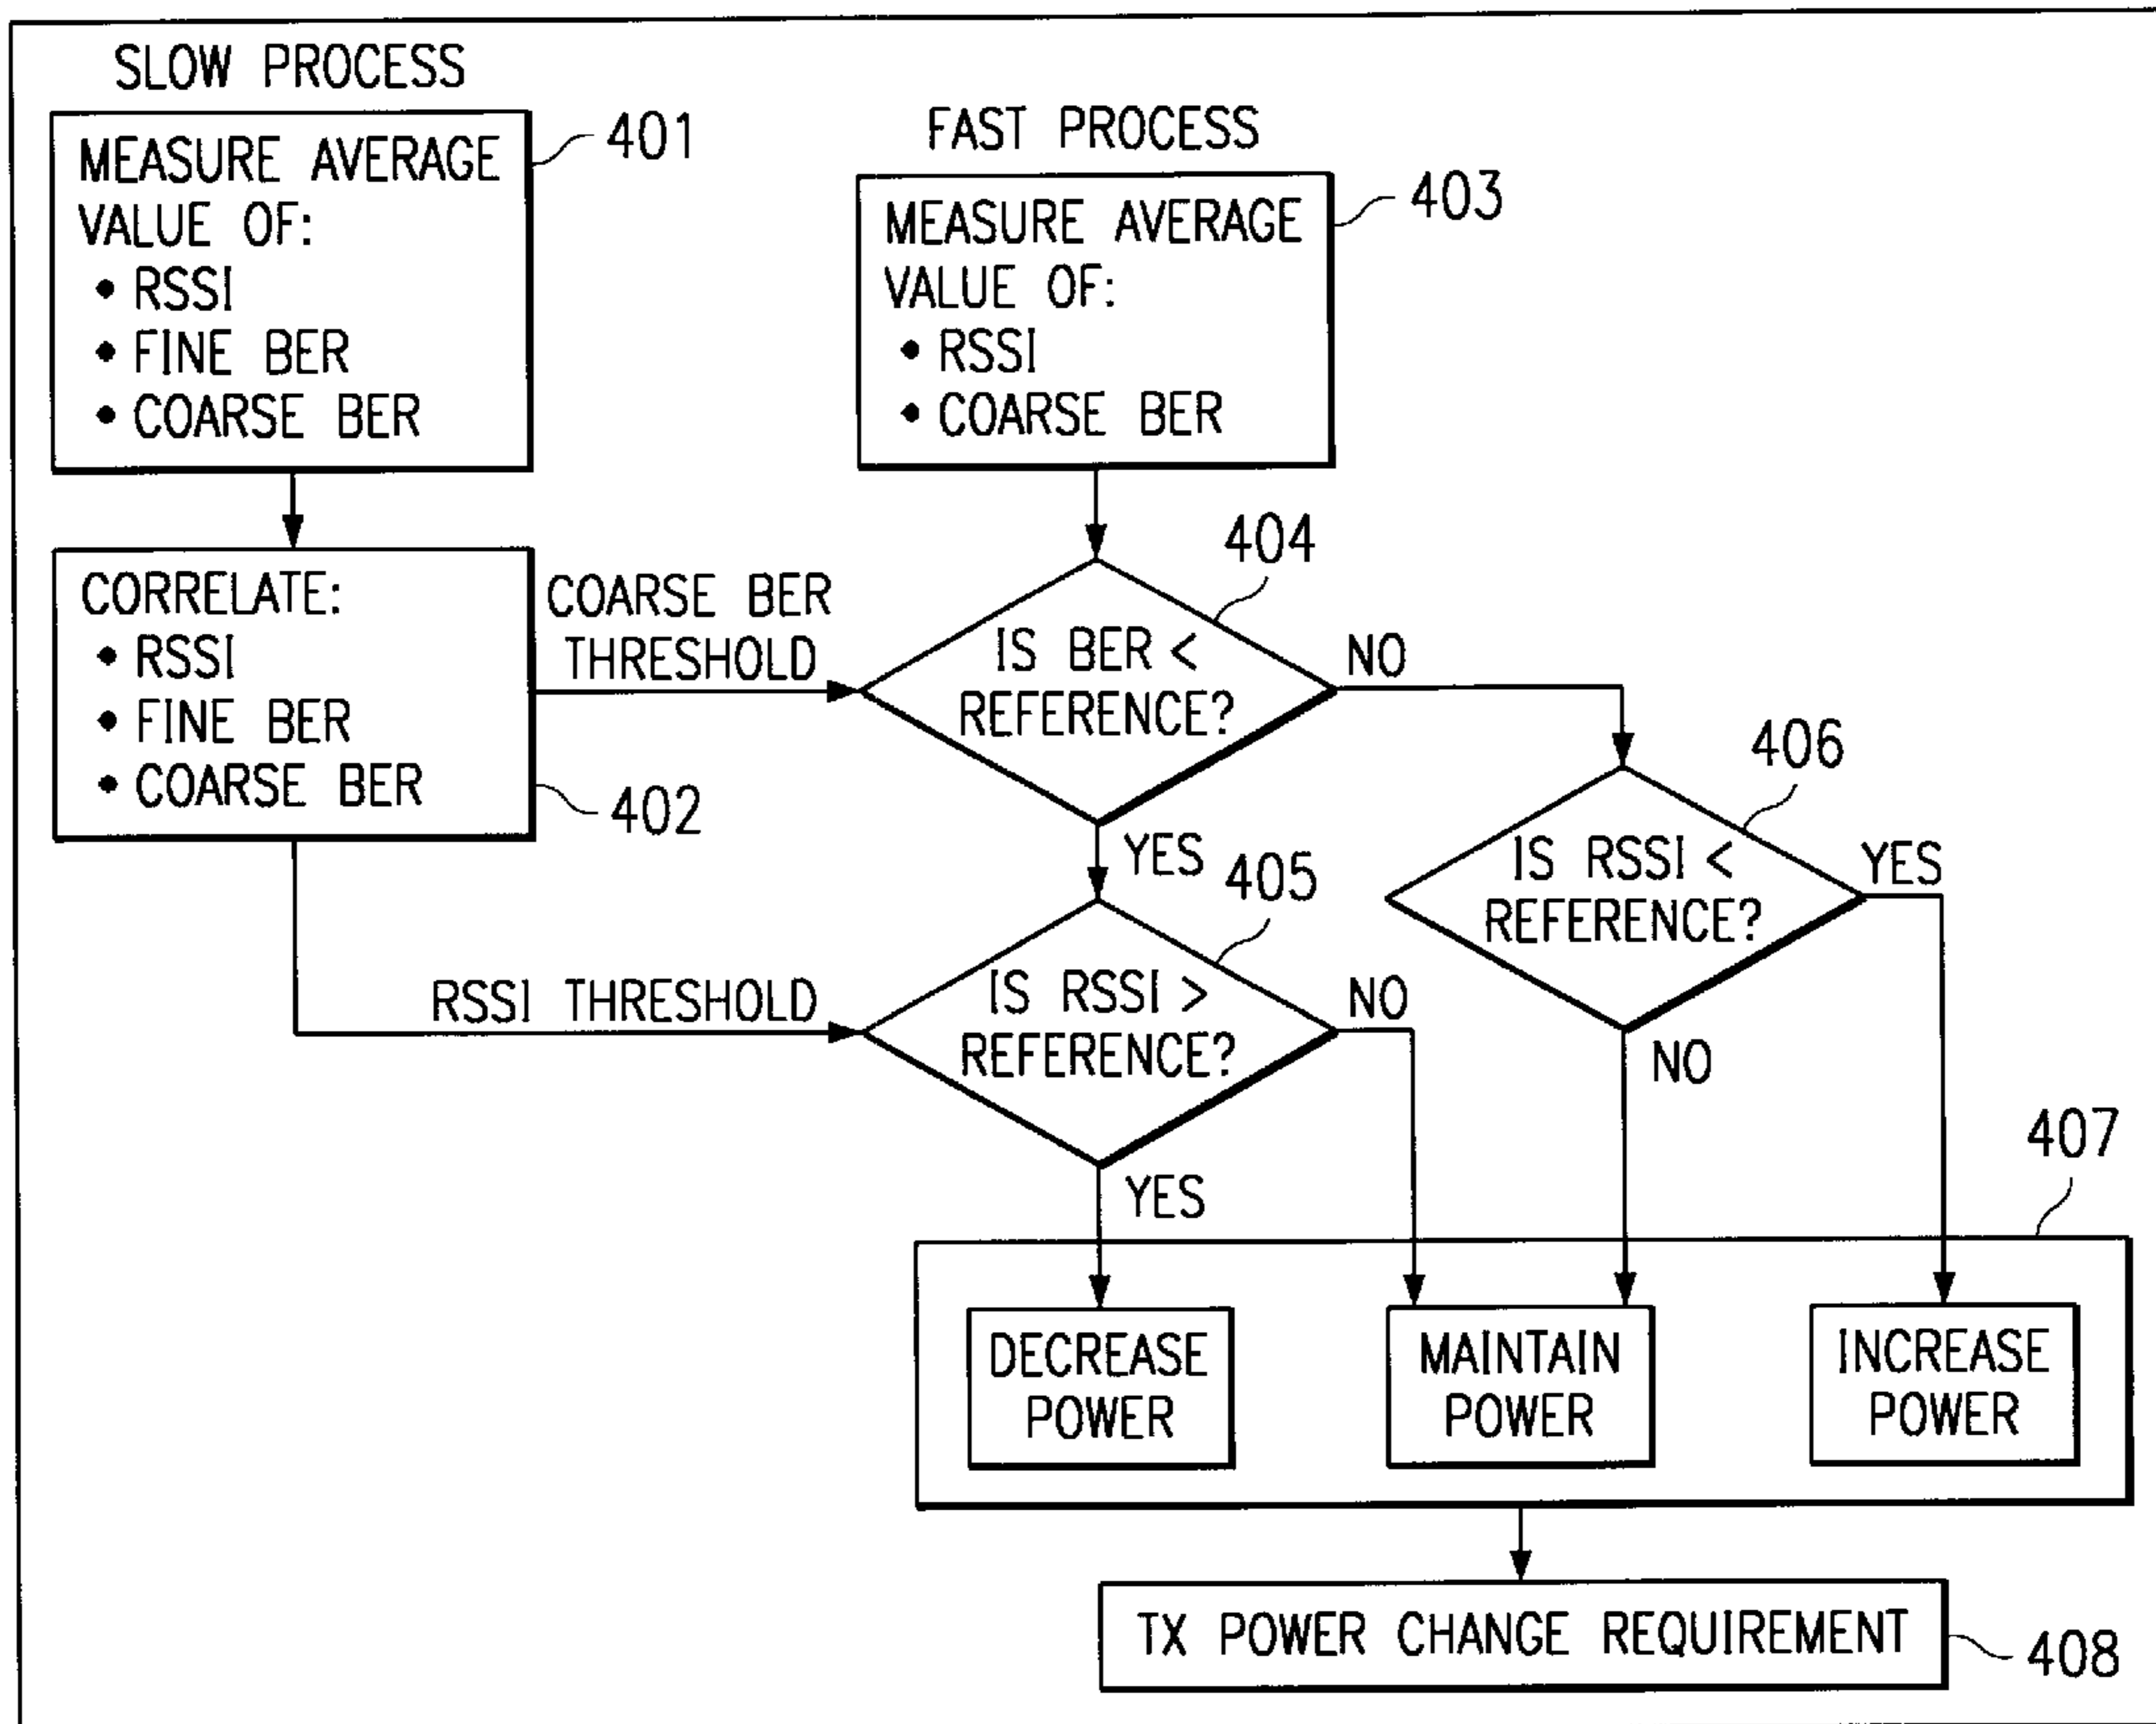 SLOW PROCESS
MEASURE AVERAGE
VALUE OF:
• RSSI
• FINE BER
• COARSE BER
401
FAST PROCESS
MEASURE AVERAGE
VALUE OF:
• RSSI
• COARSE BER
403
CORRELATE:
• RSSI
• FINE BER
• COARSE BER
402
COARSE BER
THRESHOLD
IS BER <
REFERENCE?
404
NO
YES
RSSI THRESHOLD
IS RSSI >
REFERENCE?
405
NO
YES
IS RSSI <
REFERENCE?
406
YES
NO
407
DECREASE
POWER
MAINTAIN
POWER
INCREASE
POWER
TX POWER CHANGE REQUIREMENT
408